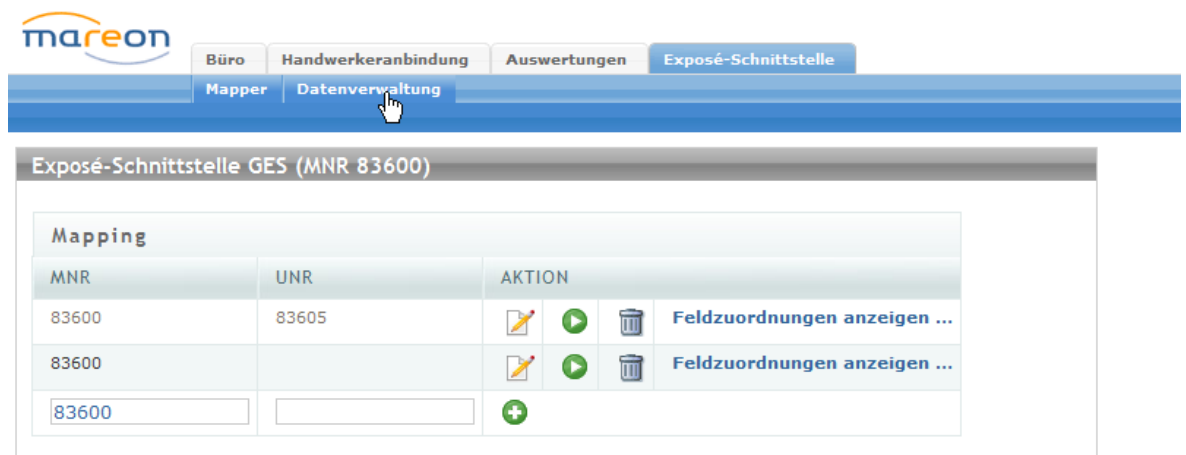 mareon
Büro Handwerkeranbindung Auswertungen Exposé-Schnittstelle
Mapper Datenverwaltung
Exposé-Schnittstelle GES (MNR 83600)
Mapping
MNR UNR AKTION
83600 83605 Feldzuordnungen anzeigen ...
83600 Feldzuordnungen anzeigen ...
83600